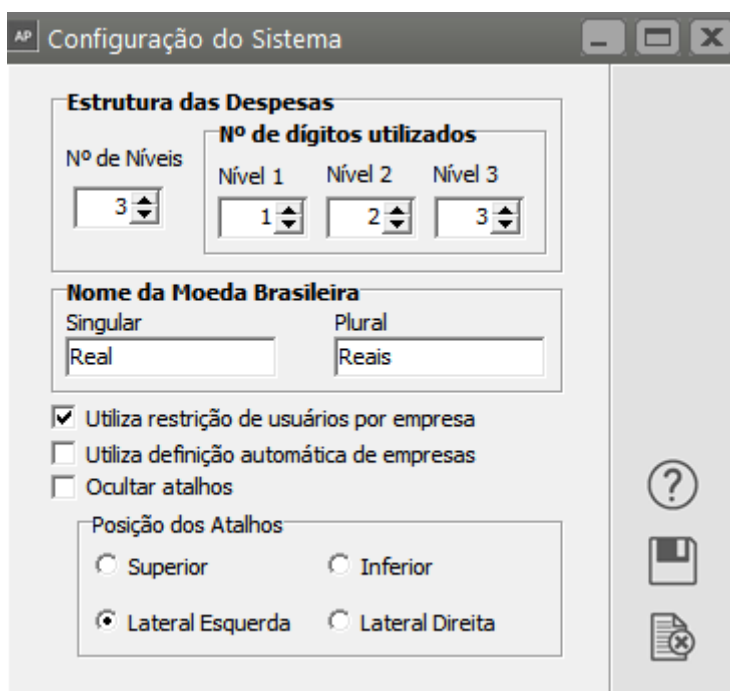 AP Configuração do Sistema
Estrutura das Despesas
Nº de dígitos utilizados
Nº de Níveis
Nível 1 Nível 2 Nível 3
3 1 2 3
Nome da Moeda Brasileira
Singular Plural
Real Reais
Utiliza restrição de usuários por empresa
Utiliza definição automática de empresas
Ocultar atalhos
Posição dos Atalhos
Superior Inferior
Lateral Esquerda Lateral Direita
?